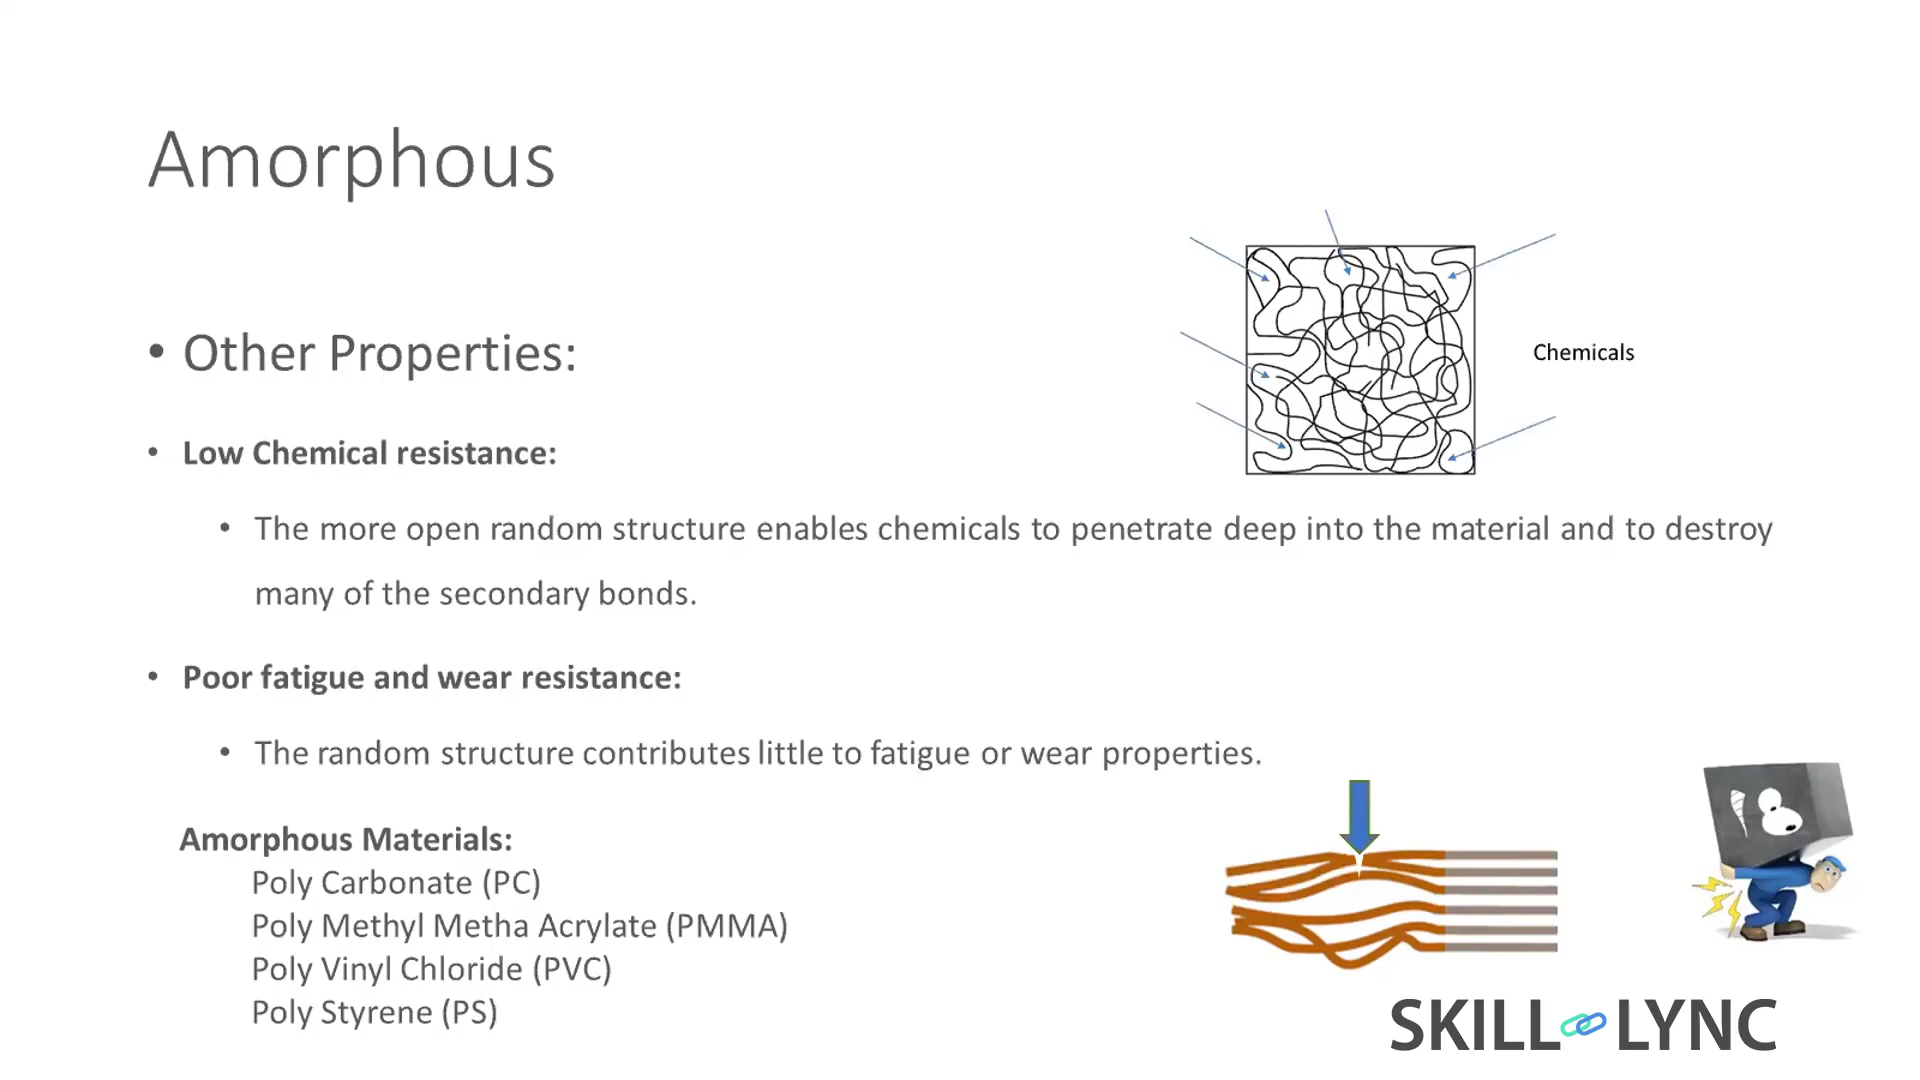 Amorphous
• Other Properties:
Chemicals
• Low Chemical resistance:
• The more open random structure enables chemicals to penetrate deep into the material and to destroy
many of the secondary bonds.
• Poor fatigue and wear resistance:
• The random structure contributes little to fatigue or wear properties.
Amorphous Materials:
Poly Carbonate (PC)
Poly Methyl Metha Acrylate (PMMA)
Poly Vinyl Chloride (PVC)
Poly Styrene (PS)
SKILL LYNC